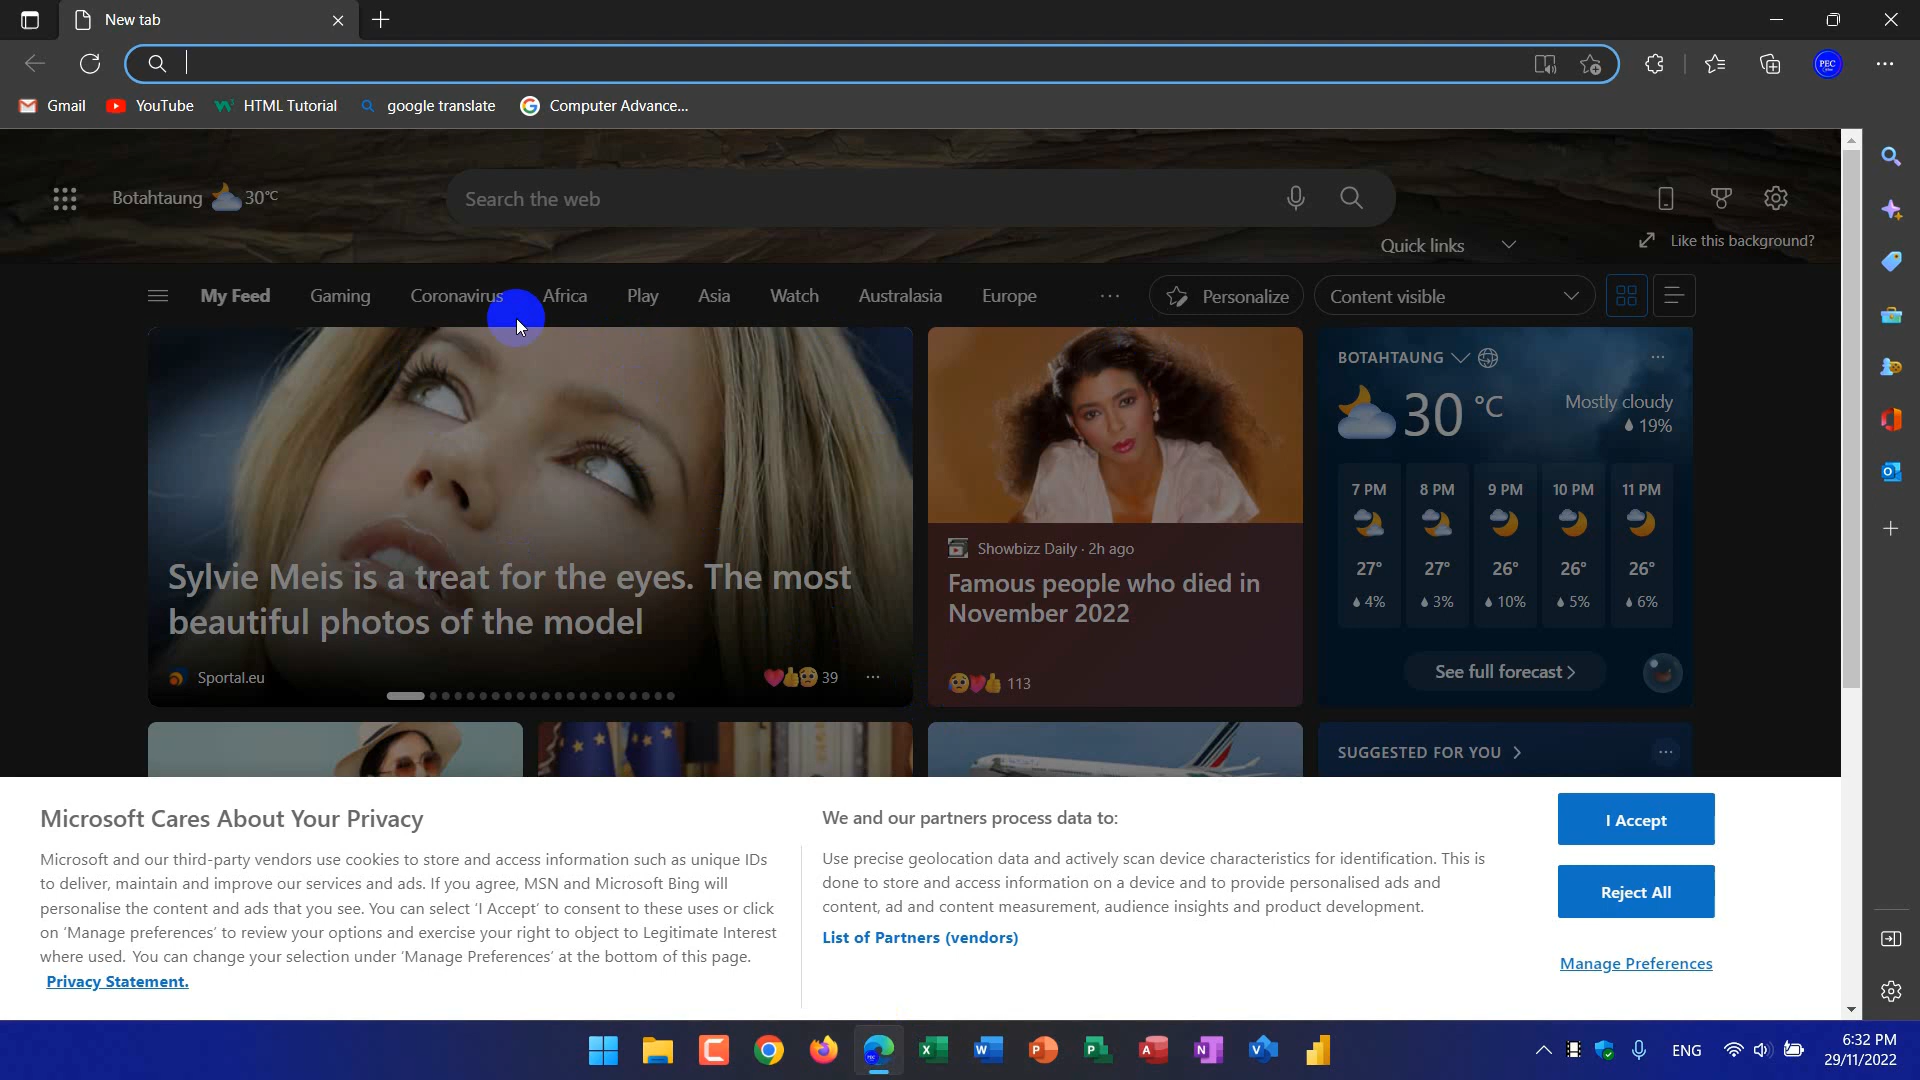 New tab
Gmail YouTube HTML Tutorial google translate Computer Advance...
PEC
Botahtaung 30°C
Search the web
Quick links
Like this background?
My Feed Gaming Coronavirus Africa Play Asia Watch Australasia Europe ... Personalize Content visible
Sylvie Meis is a treat for the eyes. The most
beautiful photos of the model
Sportal.eu
39
Showbizz Daily · 2h ago
Famous people who died in
November 2022
113
BOTAHTAUNG
30 °C
Mostly cloudy
19%
7 PM 8 PM 9 PM 10 PM 11 PM
27° 27° 26° 26° 26°
4% 3% 10% 5% 6%
See full forecast >
SUGGESTED FOR YOU >
Microsoft Cares About Your Privacy
Microsoft and our third-party vendors use cookies to store and access information such as unique IDs
to deliver, maintain and improve our services and ads. If you agree, MSN and Microsoft Bing will
personalise the content and ads that you see. You can select 'I Accept' to consent to these uses or click
on 'Manage preferences' to review your options and exercise your right to object to Legitimate Interest
where used. You can change your selection under 'Manage Preferences' at the bottom of this page.
Privacy Statement.
We and our partners process data to:
Use precise geolocation data and actively scan device characteristics for identification. This is
done to store and access information on a device and to provide personalised ads and
content, ad and content measurement, audience insights and product development.
List of Partners (vendors)
I Accept
Reject All
Manage Preferences
ENG
6:32 PM
29/11/2022